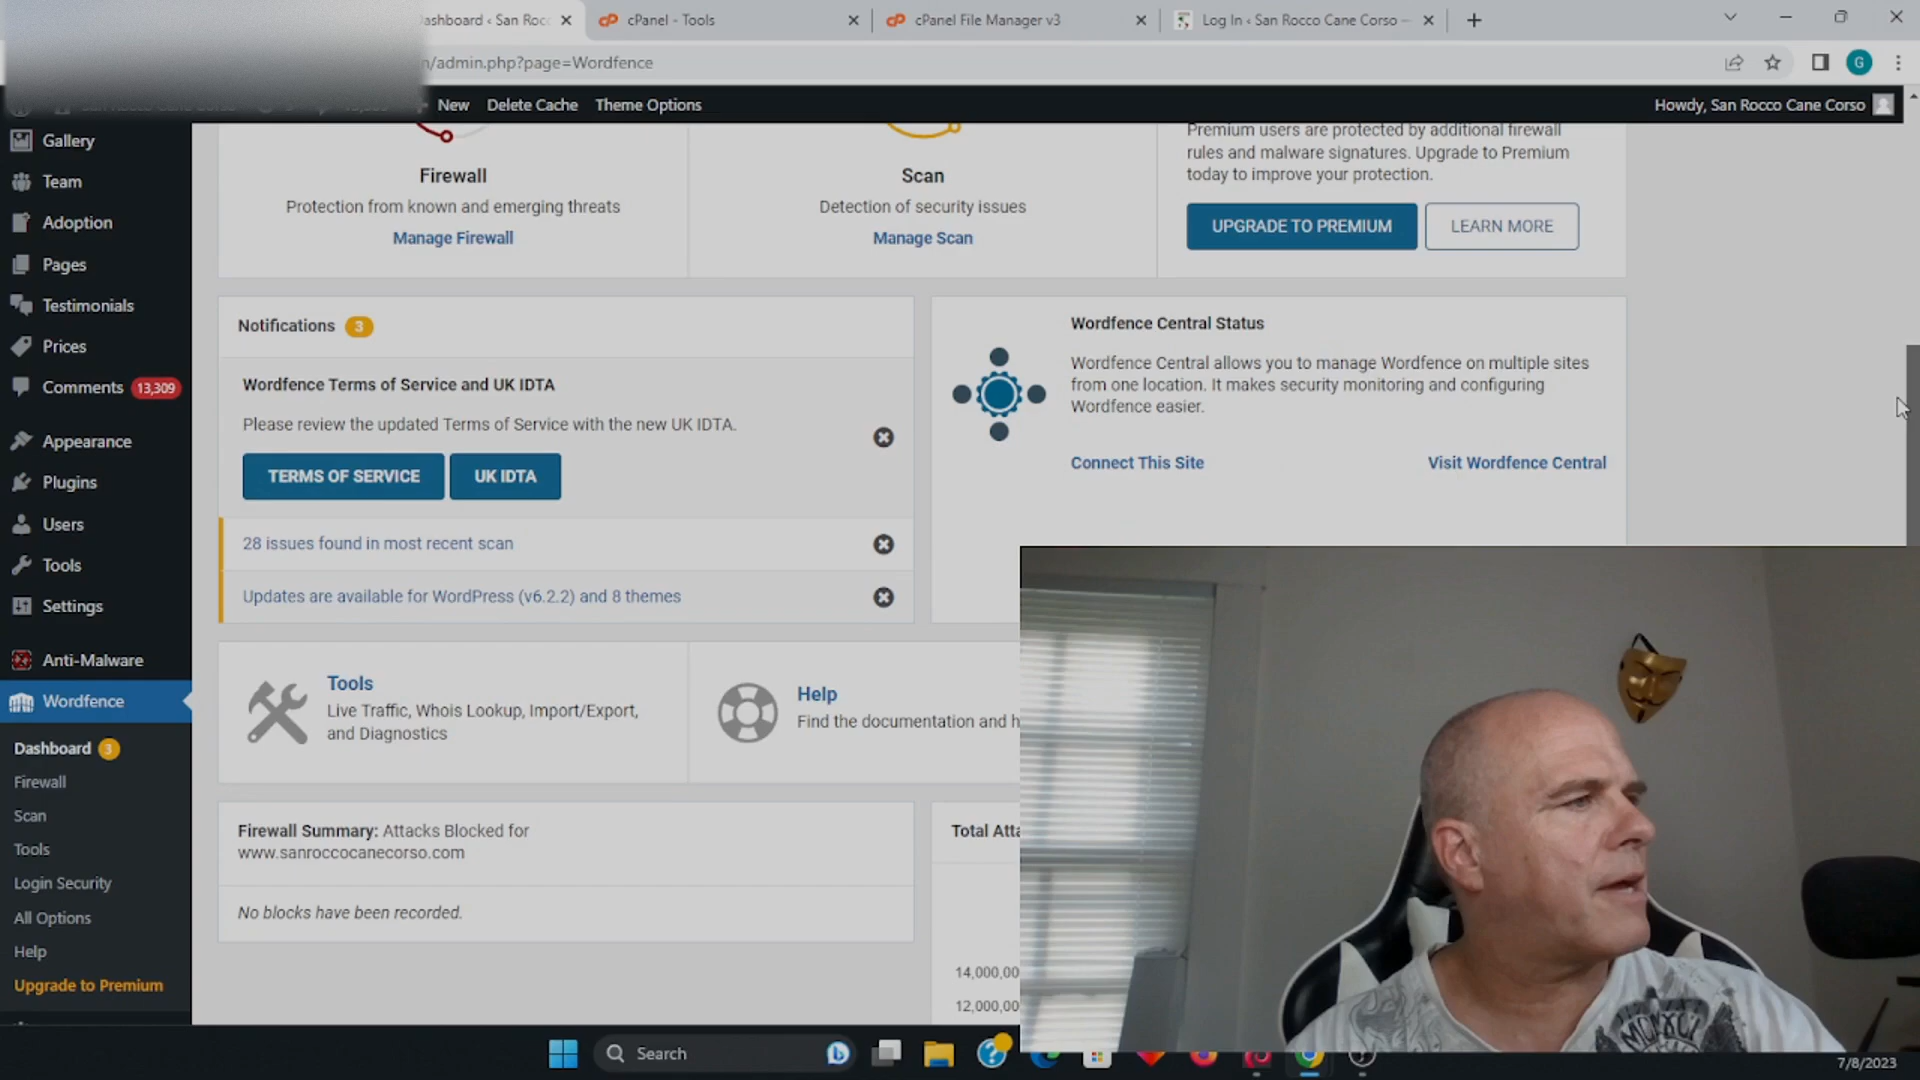 Dashboard ‹ San Roc
cPanel - Tools
cPanel File Manager v3
Log In ‹ San Rocco Cane Corso —
/admin.php?page=Wordfence
G
New
Delete Cache
Theme Options
Howdy, San Rocco Cane Corso
Gallery
Team
Adoption
Pages
Testimonials
Prices
Comments 13,309
Appearance
Plugins
Users
Tools
Settings
Anti-Malware
Wordfence
Dashboard 3
Firewall
Scan
Tools
Login Security
All Options
Help
Upgrade to Premium
Firewall
Protection from known and emerging threats
Manage Firewall
Scan
Detection of security issues
Manage Scan
Premium users are protected by additional firewall
rules and malware signatures. Upgrade to Premium
today to improve your protection.
UPGRADE TO PREMIUM
LEARN MORE
Notifications 3
Wordfence Terms of Service and UK IDTA
Please review the updated Terms of Service with the new UK IDTA.
TERMS OF SERVICE
UK IDTA
28 issues found in most recent scan
Updates are available for WordPress (v6.2.2) and 8 themes
Wordfence Central Status
Wordfence Central allows you to manage Wordfence on multiple sites
from one location. It makes security monitoring and configuring
Wordfence easier.
Connect This Site
Visit Wordfence Central
Tools
Live Traffic, Whois Lookup, Import/Export,
and Diagnostics
Help
Find the documentation and h
Firewall Summary: Attacks Blocked for
www.sanroccocanecorso.com
No blocks have been recorded.
Total Atta
14,000,00
12,000,00
Search
7/8/2023